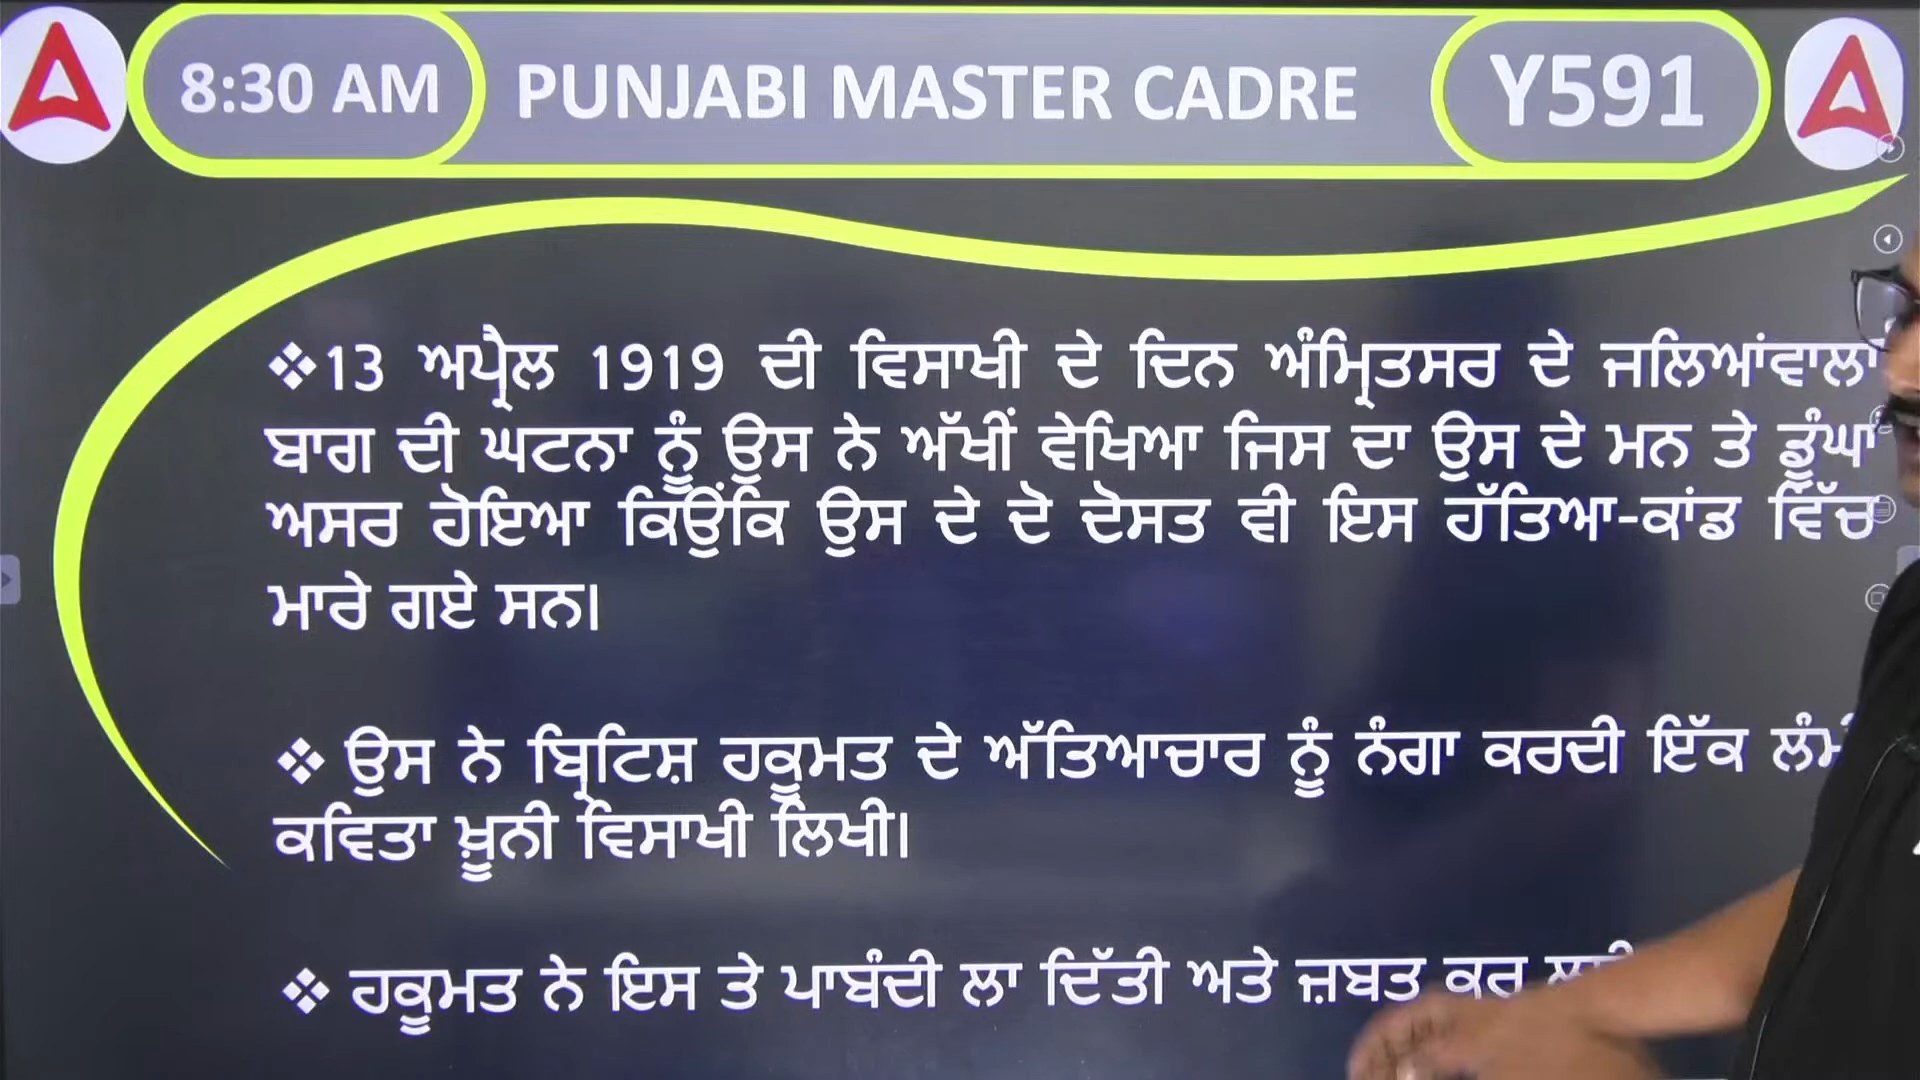 8:30 AM PUNJABI MASTER CADRE Y591
❖13 ਅਪ੍ਰੈਲ 1919 ਦੀ ਵਿਸਾਖੀ ਦੇ ਦਿਨ ਅੰਮ੍ਰਿਤਸਰ ਦੇ ਜਲਿਆਂਵਾਲਾ
ਬਾਗ ਦੀ ਘਟਨਾ ਨੂੰ ਉਸ ਨੇ ਅੱਖੀਂ ਵੇਖਿਆ ਜਿਸ ਦਾ ਉਸ ਦੇ ਮਨ ਤੇ ਡੂੰਘਾ
ਅਸਰ ਹੋਇਆ ਕਿਉਂਕਿ ਉਸ ਦੇ ਦੋ ਦੋਸਤ ਵੀ ਇਸ ਹੱਤਿਆ-ਕਾਂਡ ਵਿੱਚ
ਮਾਰੇ ਗਏ ਸਨ।
❖ ਉਸ ਨੇ ਬ੍ਰਿਟਿਸ਼ ਹਕੂਮਤ ਦੇ ਅੱਤਿਆਚਾਰ ਨੂੰ ਨੰਗਾ ਕਰਦੀ ਇੱਕ
ਕਵਿਤਾ ਖ਼ੂਨੀ ਵਿਸਾਖੀ ਲਿਖੀ।
❖ ਹਕੂਮਤ ਨੇ ਇਸ ਤੇ ਪਾਬੰਦੀ ਲਾ ਦਿੱਤੀ ਅਤੇ ਜ਼ਬਤ ਕਰ